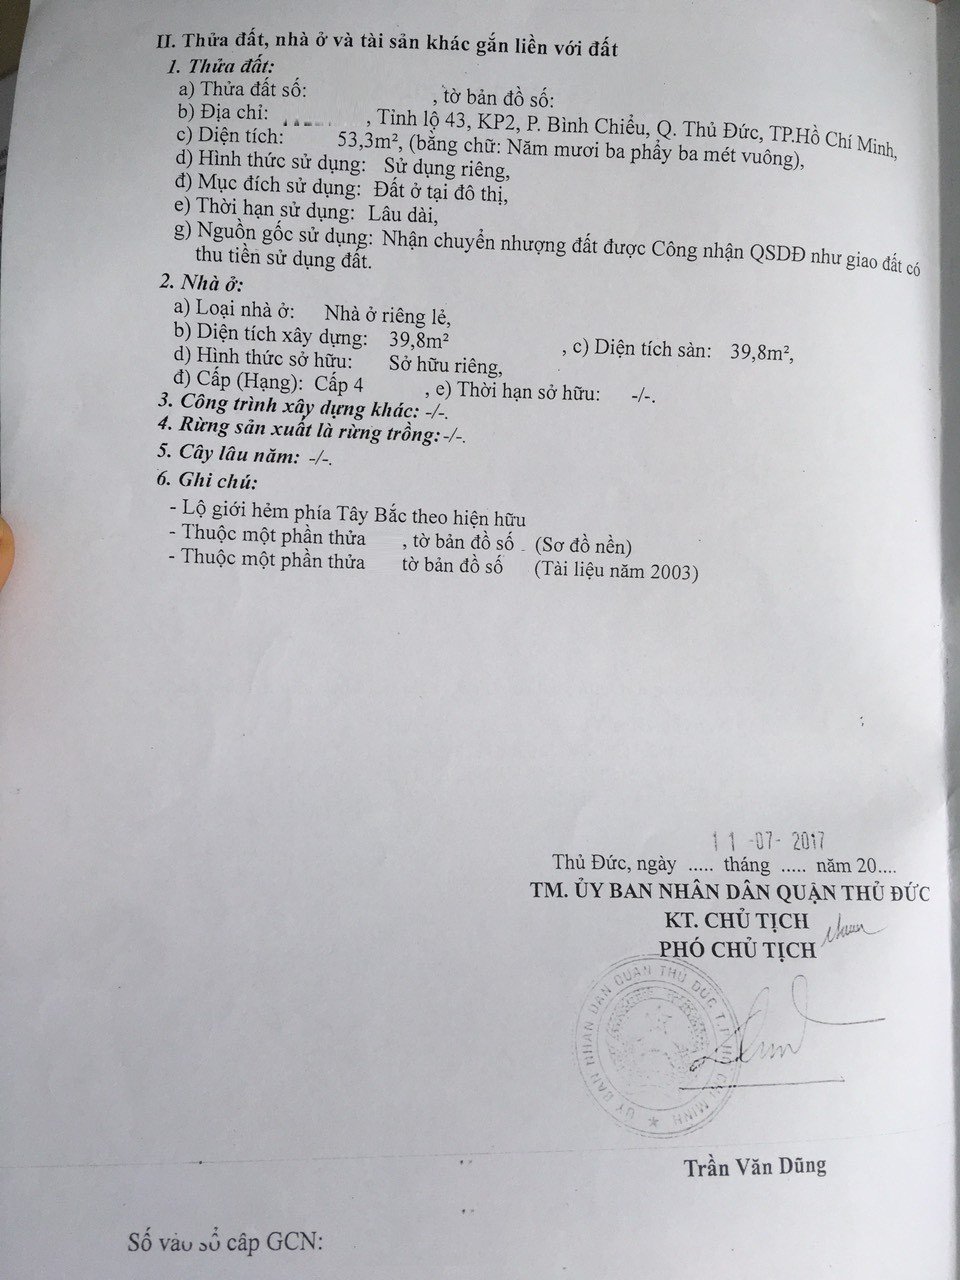 II. Thửa đất, nhà ở và tài sản khác gắn liền với đất
1. Thửa đất:
a) Thửa đất số: , tờ bản đồ số:
b) Địa chỉ: , Tỉnh lộ 43, KP2, P. Bình Chiểu, Q. Thủ Đức, TP.Hồ Chí Minh,
c) Diện tích: 53,3m², (bằng chữ: Năm mươi ba phẩy ba mét vuông),
d) Hình thức sử dụng: Sử dụng riêng,
đ) Mục đích sử dụng: Đất ở tại đô thị,
e) Thời hạn sử dụng: Lâu dài,
g) Nguồn gốc sử dụng: Nhận chuyển nhượng đất được Công nhận QSDĐ như giao đất có
thu tiền sử dụng đất.
2. Nhà ở:
a) Loại nhà ở: Nhà ở riêng lẻ,
b) Diện tích xây dựng: 39,8m² , c) Diện tích sàn: 39,8m²,
d) Hình thức sở hữu: Sở hữu riêng,
đ) Cấp (Hạng): Cấp 4 , e) Thời hạn sở hữu: -/-.
3. Công trình xây dựng khác: -/-.
4. Rừng sản xuất là rừng trồng: -/-.
5. Cây lâu năm: -/-.
6. Ghi chú:
- Lộ giới hẻm phía Tây Bắc theo hiện hữu
- Thuộc một phần thửa , tờ bản đồ số (Sơ đồ nền)
- Thuộc một phần thửa tờ bản đồ số (Tài liệu năm 2003)
11-07-2017
Thủ Đức, ngày ..... tháng ..... năm 20....
TM. ỦY BAN NHÂN DÂN QUẬN THỦ ĐỨC
KT. CHỦ TỊCH
PHÓ CHỦ TỊCH
ỦY BAN NHÂN DÂN QUẬN THỦ ĐỨC T.P HỒ CHÍ MINH
Trần Văn Dũng
Số vào sổ cấp GCN: